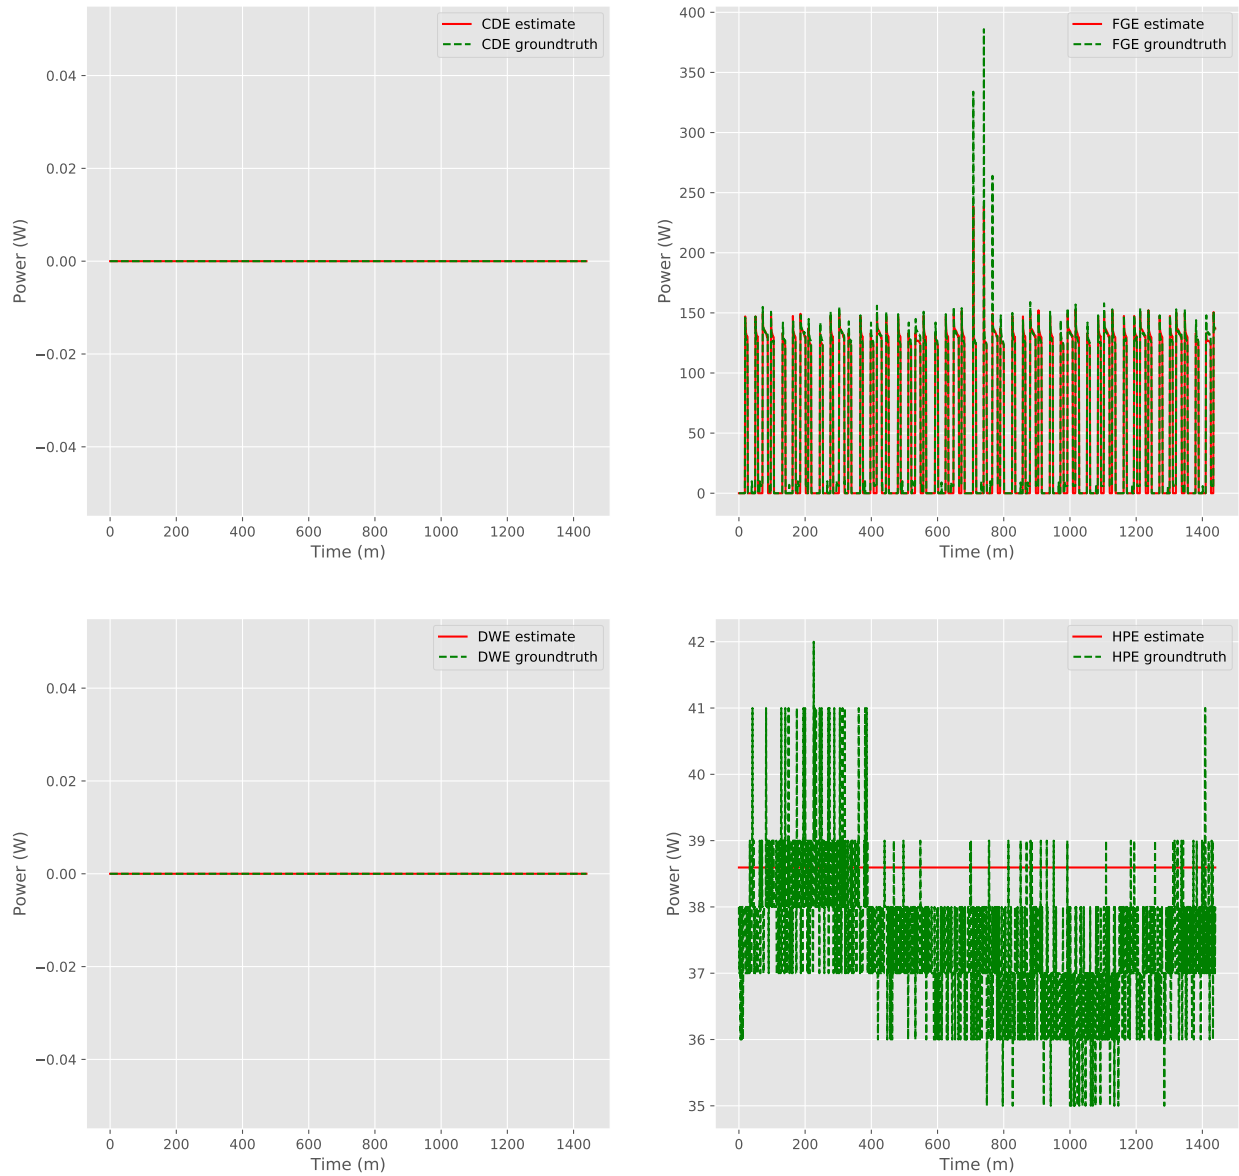 CDE estimate
CDE groundtruth
0.04
0.02
0.00
−0.02
−0.04
Power (W)
0 200 400 600 800 1000 1200 1400
Time (m)
FGE estimate
FGE groundtruth
400
350
300
250
200
150
100
50
0
Power (W)
0 200 400 600 800 1000 1200 1400
Time (m)
DWE estimate
DWE groundtruth
0.04
0.02
0.00
−0.02
−0.04
Power (W)
0 200 400 600 800 1000 1200 1400
Time (m)
HPE estimate
HPE groundtruth
42
41
40
39
38
37
36
35
Power (W)
0 200 400 600 800 1000 1200 1400
Time (m)